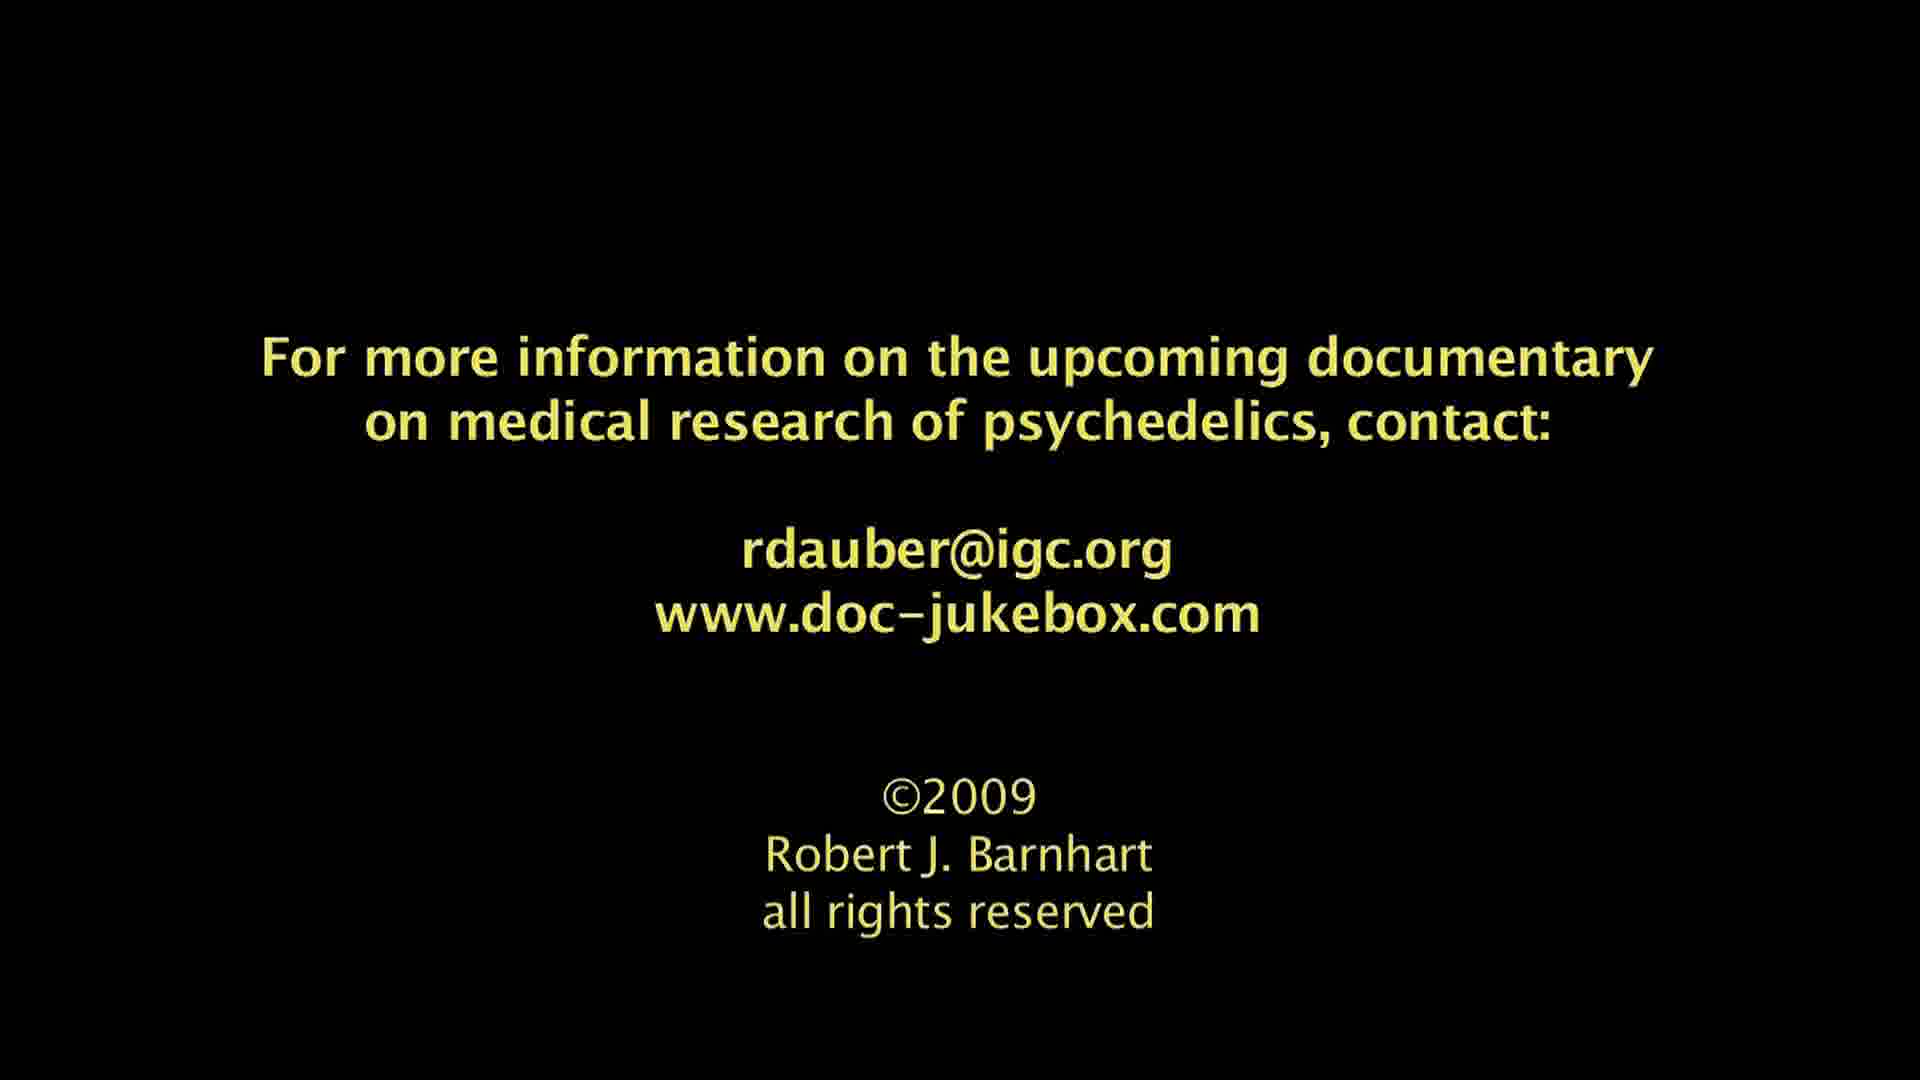 For more information on the upcoming documentary
on medical research of psychedelics, contact:
rdauber@igc.org
www.doc-jukebox.com
©2009
Robert J. Barnhart
all rights reserved